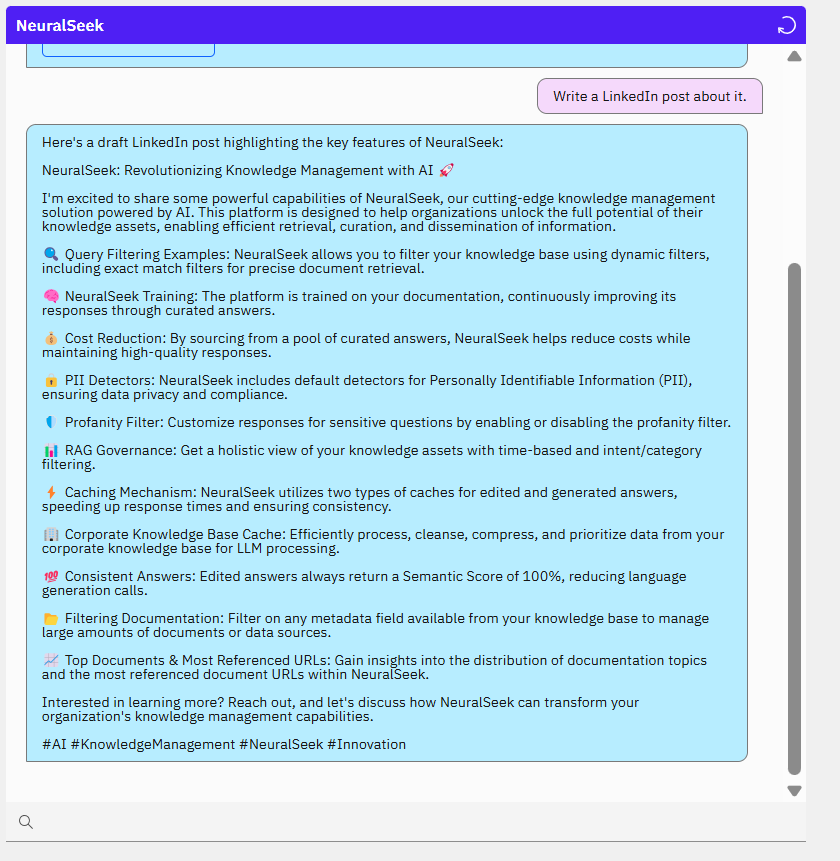 NeuralSeek
Write a LinkedIn post about it.
Here's a draft LinkedIn post highlighting the key features of NeuralSeek:
NeuralSeek: Revolutionizing Knowledge Management with AI 🚀
I'm excited to share some powerful capabilities of NeuralSeek, our cutting-edge knowledge management
solution powered by AI. This platform is designed to help organizations unlock the full potential of their
knowledge assets, enabling efficient retrieval, curation, and dissemination of information.
🔍 Query Filtering Examples: NeuralSeek allows you to filter your knowledge base using dynamic filters,
including exact match filters for precise document retrieval.
🧠 NeuralSeek Training: The platform is trained on your documentation, continuously improving its
responses through curated answers.
💰 Cost Reduction: By sourcing from a pool of curated answers, NeuralSeek helps reduce costs while
maintaining high-quality responses.
🔒 PII Detectors: NeuralSeek includes default detectors for Personally Identifiable Information (PII),
ensuring data privacy and compliance.
🛡️ Profanity Filter: Customize responses for sensitive questions by enabling or disabling the profanity filter.
📊 RAG Governance: Get a holistic view of your knowledge assets with time-based and intent/category
filtering.
⚡ Caching Mechanism: NeuralSeek utilizes two types of caches for edited and generated answers,
speeding up response times and ensuring consistency.
🏢 Corporate Knowledge Base Cache: Efficiently process, cleanse, compress, and prioritize data from your
corporate knowledge base for LLM processing.
💯 Consistent Answers: Edited answers always return a Semantic Score of 100%, reducing language
generation calls.
📂 Filtering Documentation: Filter on any metadata field available from your knowledge base to manage
large amounts of documents or data sources.
📈 Top Documents & Most Referenced URLs: Gain insights into the distribution of documentation topics
and the most referenced document URLs within NeuralSeek.
Interested in learning more? Reach out, and let's discuss how NeuralSeek can transform your
organization's knowledge management capabilities.
#AI #KnowledgeManagement #NeuralSeek #Innovation